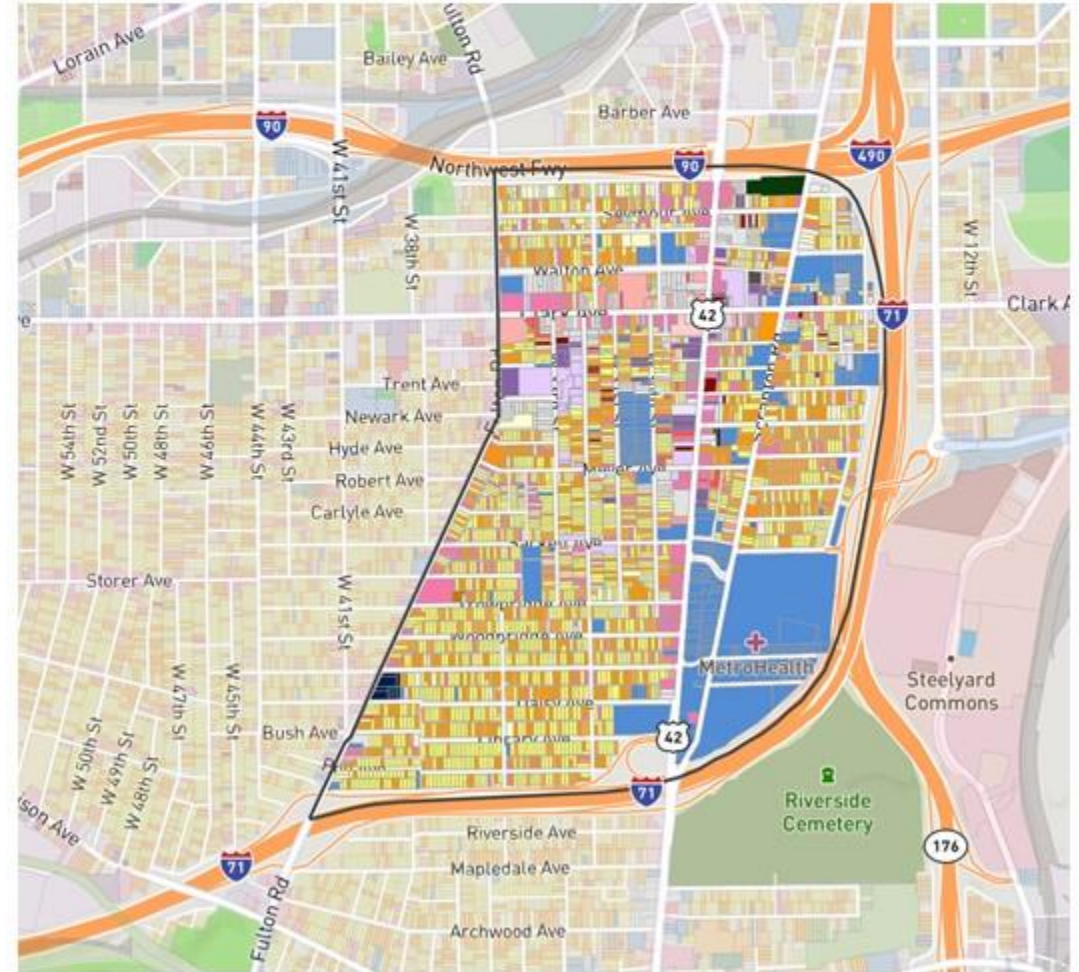 Lorain Ave
ulton Rd
Bailey Ave
Barber Ave
90
W 41st St
Northwest Fwy
90
490
W 38th St
W 12th St
Walton Ave
e
Clark Ave
42
71
Clark A
Trent Ave
Newark Ave
W 54th St
W 52nd St
W 50th St
W 48th St
W 46th St
W 44th St
W 43rd St
Hyde Ave
Robert Ave
Carlyle Ave
Storer Ave
W 41st St
Woodbridge Ave
MetroHealth
Steelyard
Commons
W 47th St
W 45th St
Bush Ave
W 50th St
W 49th St
W 48th St
42
71
Riverside
Cemetery
ison Ave
Riverside Ave
71
Mapledale Ave
176
Fulton Rd
Archwood Ave